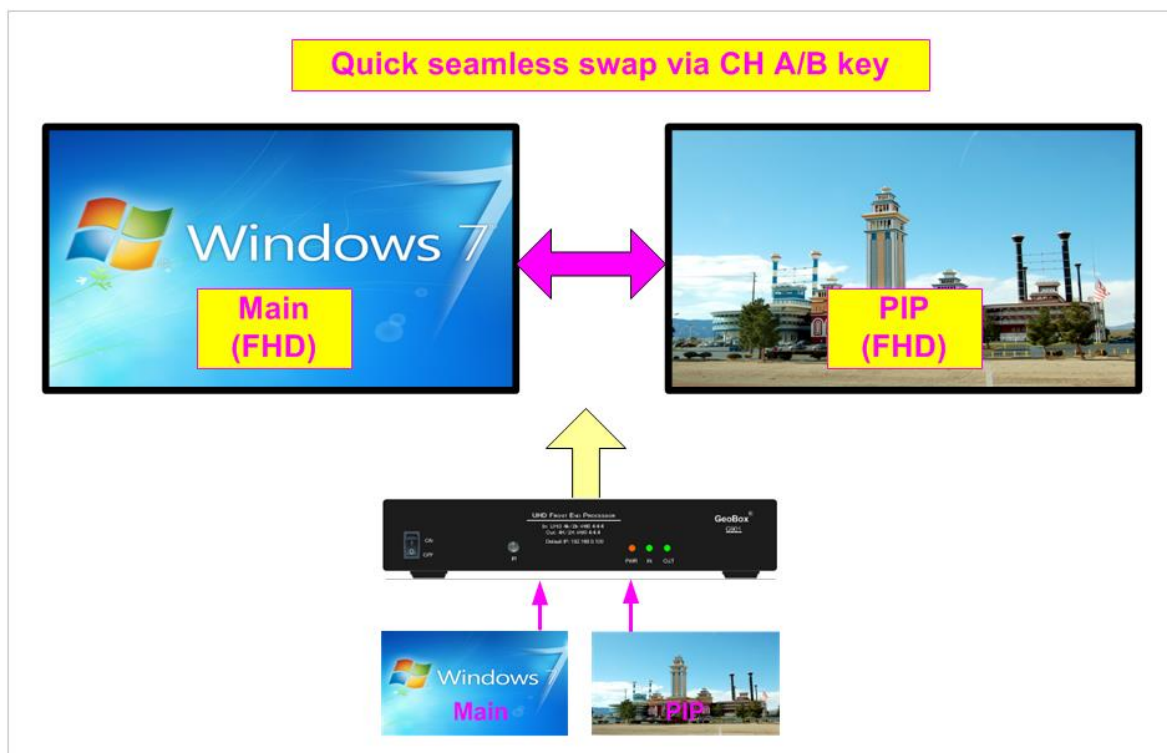 Quick seamless swap via CH A/B key
Windows 7
Main
(FHD)
PIP
(FHD)
UHD FRONT END PROCESSOR
GeoBox®
ON
OFF
IR
PWR IN OUT
Windows 7
Main
PIP